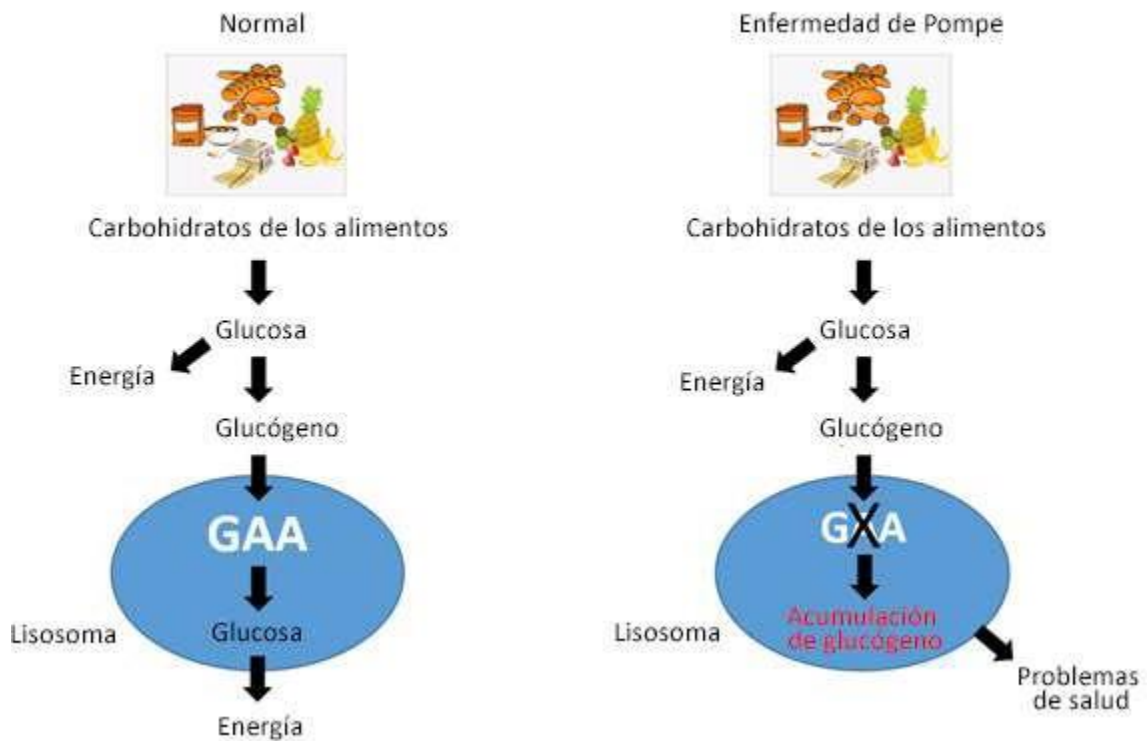 Normal
Carbohidratos de los alimentos
Glucosa
Energía
Glucógeno
GAA
Lisosoma
Glucosa
Energía
Enfermedad de Pompe
Carbohidratos de los alimentos
Glucosa
Energía
Glucógeno
GAA
Lisosoma
Acumulación
de glucógeno
Problemas
de salud